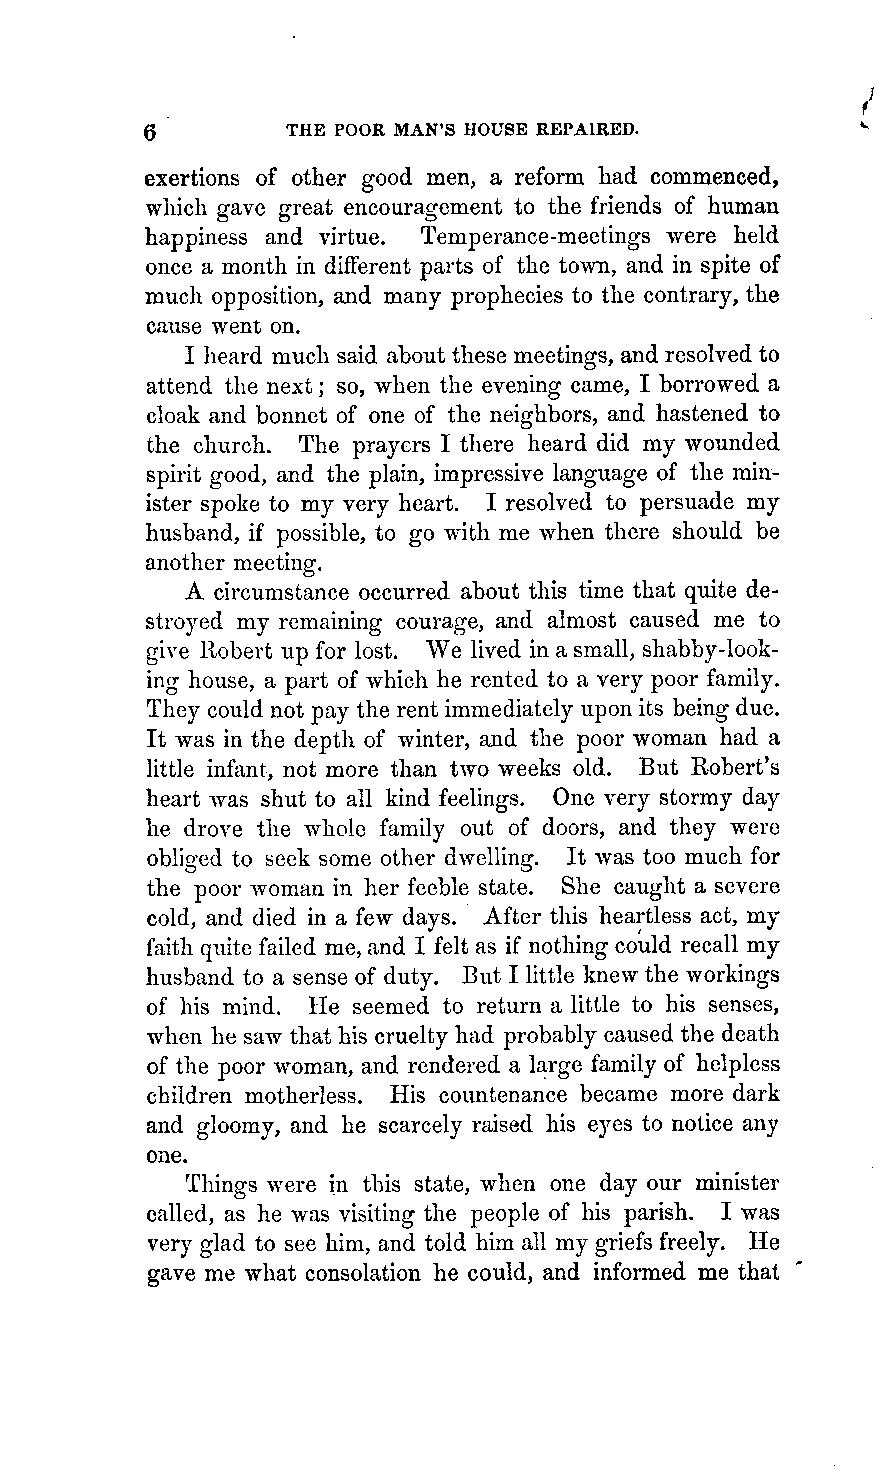 6 THE POOR MAN'S HOUSE REPAIRED.
exertions of other good men, a reform had commenced,
which gave great encouragement to the friends of human
happiness and virtue. Temperance-meetings were held
once a month in different parts of the town, and in spite of
much opposition, and many prophecies to the contrary, the
cause went on.
I heard much said about these meetings, and resolved to
attend the next; so, when the evening came, I borrowed a
cloak and bonnet of one of the neighbors, and hastened to
the church. The prayers I there heard did my wounded
spirit good, and the plain, impressive language of the min-
ister spoke to my very heart. I resolved to persuade my
husband, if possible, to go with me when there should be
another meeting.
A circumstance occurred about this time that quite de-
stroyed my remaining courage, and almost caused me to
give Robert up for lost. We lived in a small, shabby-look-
ing house, a part of which he rented to a very poor family.
They could not pay the rent immediately upon its being due.
It was in the depth of winter, and the poor woman had a
little infant, not more than two weeks old. But Robert's
heart was shut to all kind feelings. One very stormy day
he drove the whole family out of doors, and they were
obliged to seek some other dwelling. It was too much for
the poor woman in her feeble state. She caught a severe
cold, and died in a few days. After this heartless act, my
faith quite failed me, and I felt as if nothing could recall my
husband to a sense of duty. But I little knew the workings
of his mind. He seemed to return a little to his senses,
when he saw that his cruelty had probably caused the death
of the poor woman, and rendered a large family of helpless
children motherless. His countenance became more dark
and gloomy, and he scarcely raised his eyes to notice any
one.
Things were in this state, when one day our minister
called, as he was visiting the people of his parish. I was
very glad to see him, and told him all my griefs freely. He
gave me what consolation he could, and informed me that